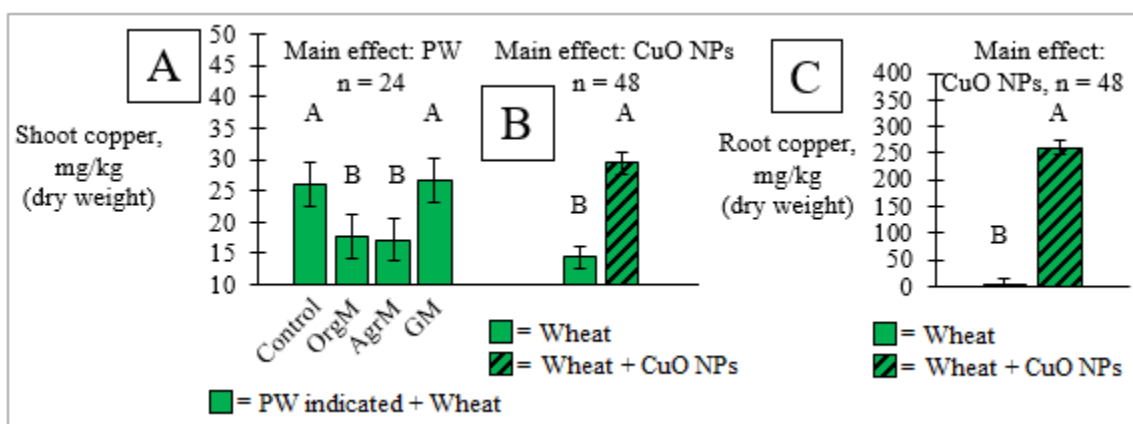 A
Shoot copper,
mg/kg
(dry weight)
50
45
40
35
30
25
20
15
10
Main effect: PW
n = 24
A
B
B
A
Control
OrgM
AgrM
GM
= PW indicated + Wheat
B
Main effect: CuO NPs
n = 48
B
A
= Wheat
= Wheat + CuO NPs
C
Root copper,
mg/kg
(dry weight)
400
350
300
250
200
150
100
50
0
Main effect:
CuO NPs, n = 48
B
A
= Wheat
= Wheat + CuO NPs